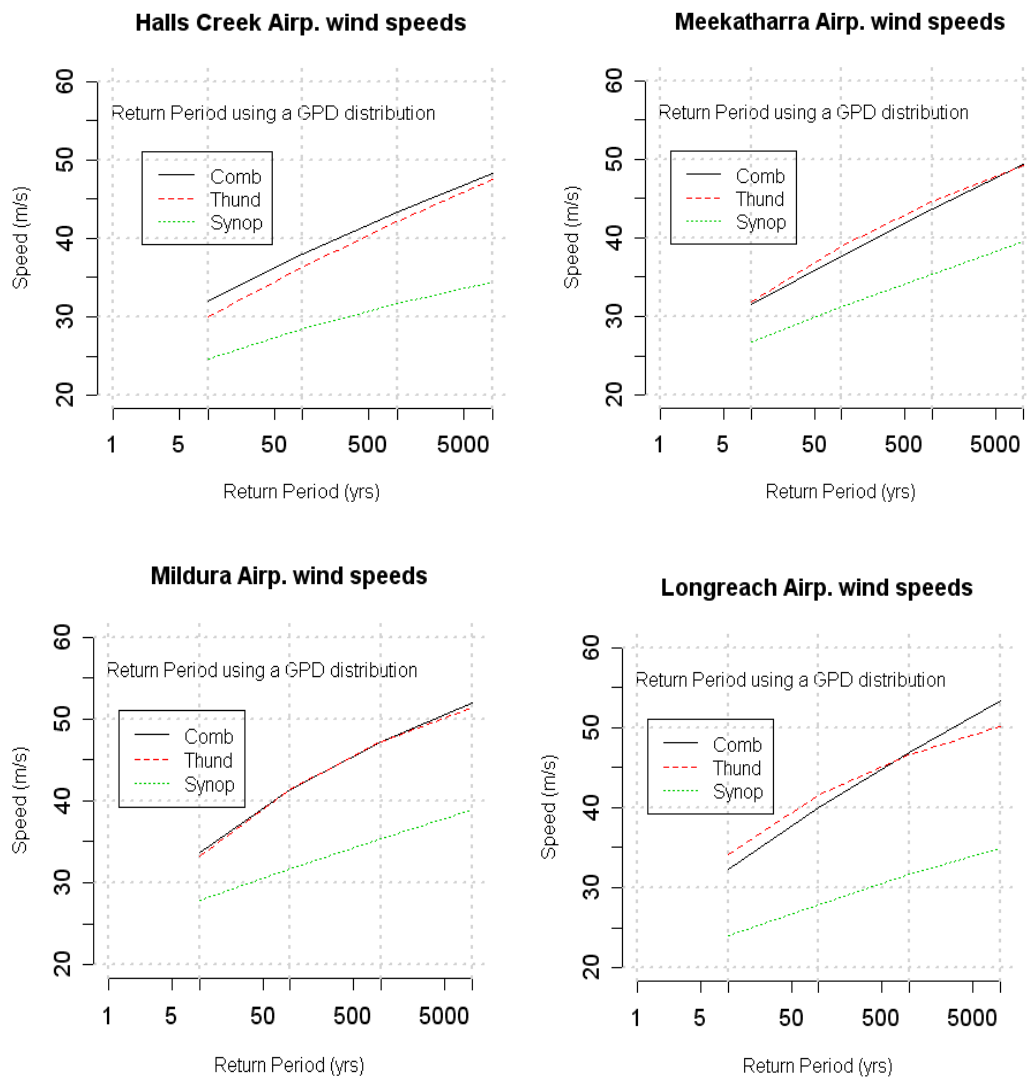 Halls Creek Airp. wind speeds
Return Period using a GPD distribution
Comb
Thund
Synop
Speed (m/s)
60
50
40
30
20
1 5 50 500 5000
Return Period (yrs)
Meekatharra Airp. wind speeds
Return Period using a GPD distribution
Comb
Thund
Synop
Speed (m/s)
60
50
40
30
20
1 5 50 500 5000
Return Period (yrs)
Mildura Airp. wind speeds
Return Period using a GPD distribution
Comb
Thund
Synop
Speed (m/s)
60
50
40
30
20
1 5 50 500 5000
Return Period (yrs)
Longreach Airp. wind speeds
Return Period using a GPD distribution
Comb
Thund
Synop
Speed (m/s)
60
50
40
30
20
1 5 50 500 5000
Return Period (yrs)